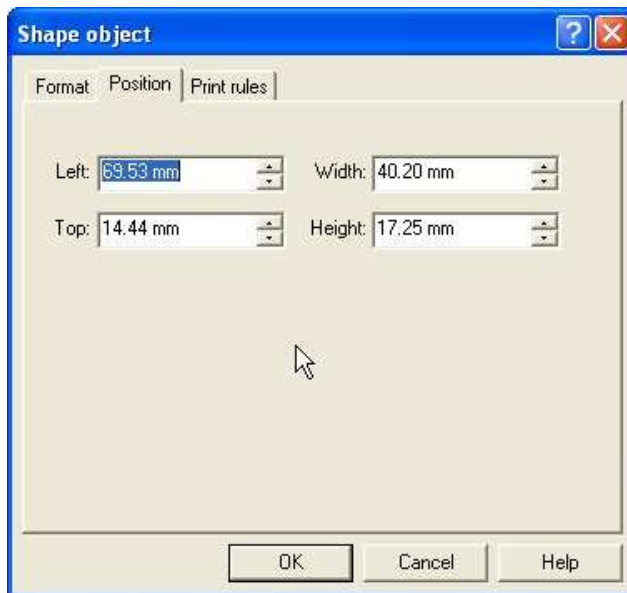 Shape object
Format Position Print rules
Left: 69.53 mm Width: 40.20 mm
Top: 14.44 mm Height: 17.25 mm
OK Cancel Help